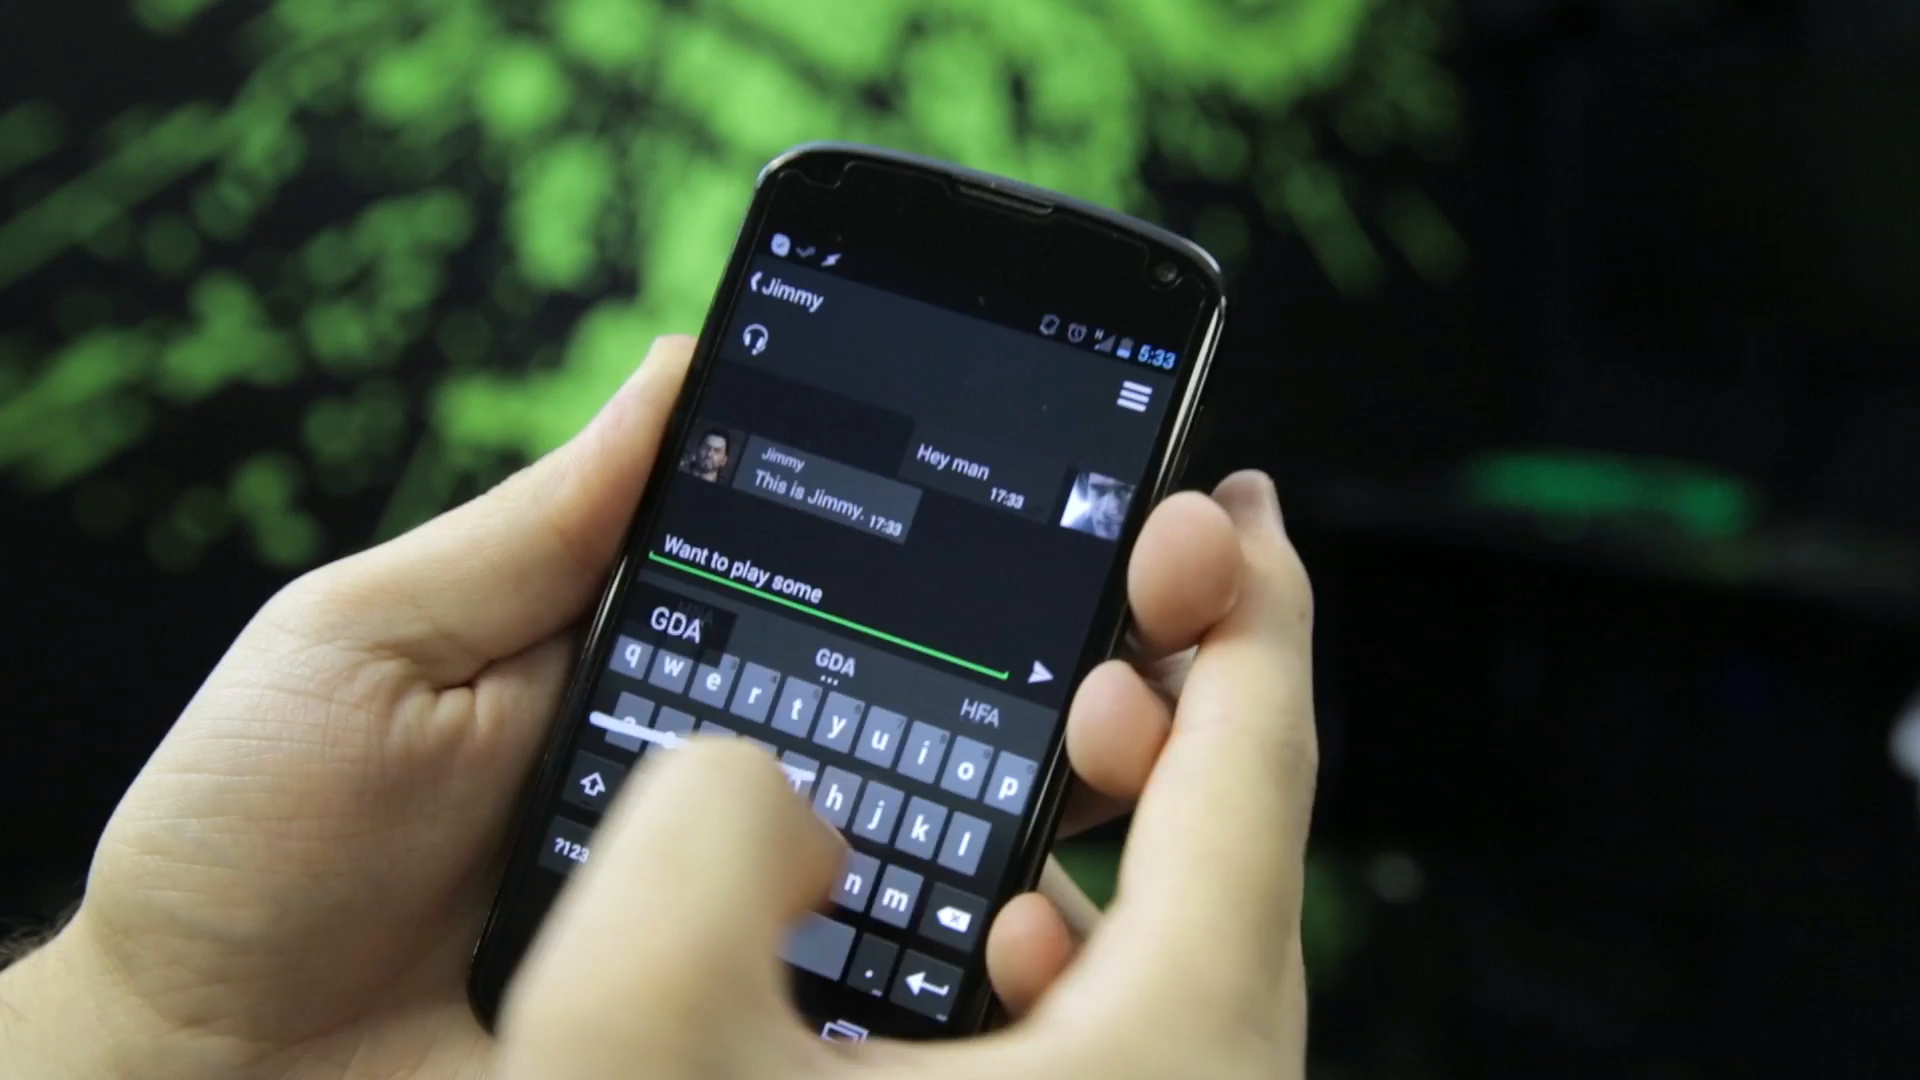 Jimmy
5:33
Hey man
17:33
Jimmy
This is Jimmy. 17:33
Want to play some
GDA
GDA
HFA
q w e r t y u i o p
h j k l
n m
?123
.